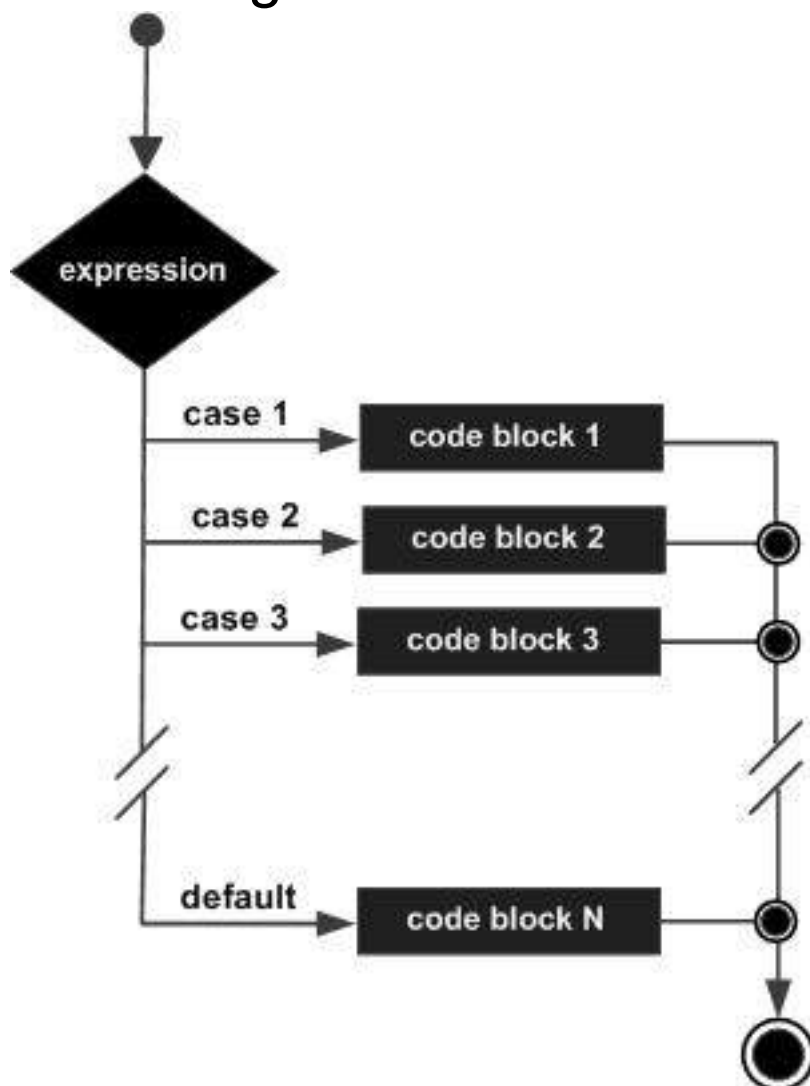 expression
case 1
code block 1
case 2
code block 2
case 3
code block 3
default
code block N